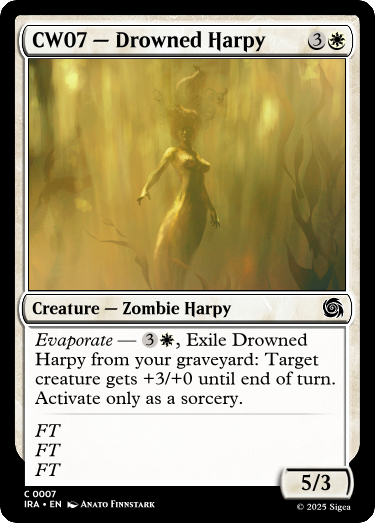 CW07 — Drowned Harpy 3
Creature — Zombie Harpy
Evaporate — 3, Exile Drowned
Harpy from your graveyard: Target
creature gets +3/+0 until end of turn.
Activate only as a sorcery.
FT
FT
FT
5/3
C 0007
IRA • EN Anato Finnstark
© 2025 Sigea